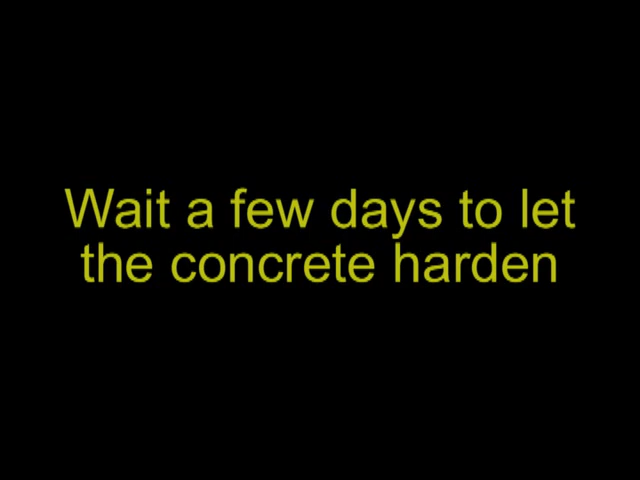 Wait a few days to let
the concrete harden